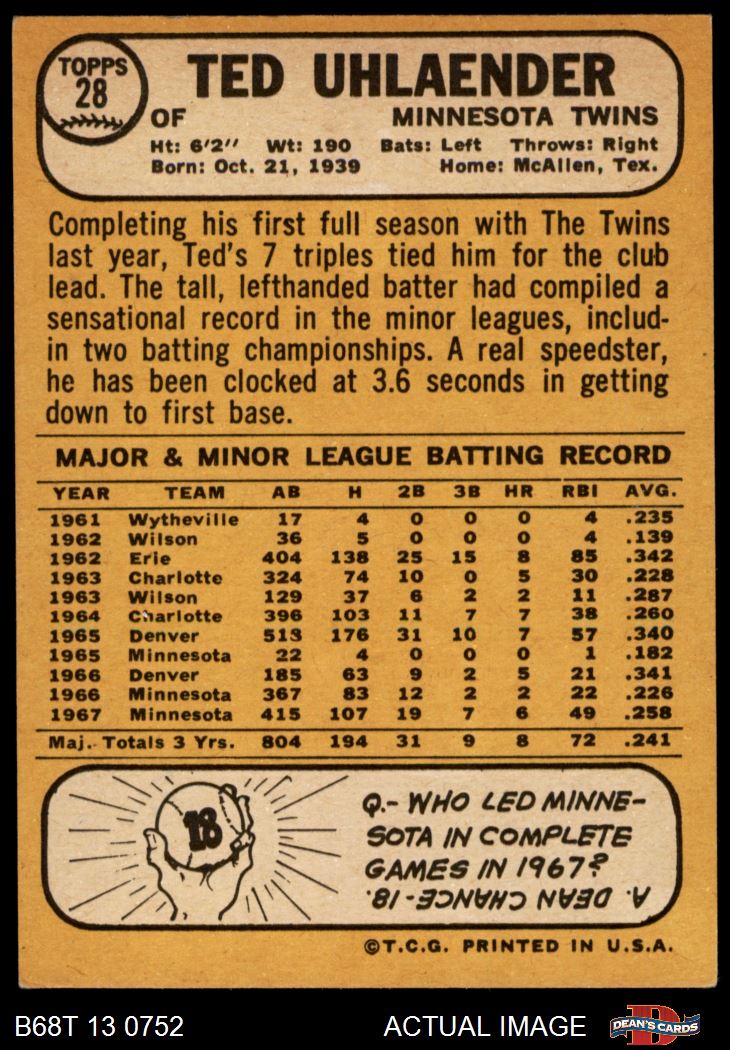 TOPPS
28
TED UHLAENDER
OF MINNESOTA TWINS
Ht: 6'2" Wt: 190 Bats: Left Throws: Right
Born: Oct. 21, 1939 Home: McAllen, Tex.
Completing his first full season with The Twins
last year, Ted's 7 triples tied him for the club
lead. The tall, lefthanded batter had compiled a
sensational record in the minor leagues, includ-
in two batting championships. A real speedster,
he has been clocked at 3.6 seconds in getting
down to first base.
MAJOR & MINOR LEAGUE BATTING RECORD
YEAR TEAM AB H 2B 3B HR RBI AVG.
1961 Wytheville 17 4 0 0 0 4 .235
1962 Wilson 36 5 0 0 0 4 .139
1962 Erie 404 138 25 15 8 85 .342
1963 Charlotte 324 74 10 0 5 30 .228
1963 Wilson 129 37 6 2 2 11 .287
1964 Charlotte 396 103 11 7 7 38 .260
1965 Denver 518 176 31 10 7 57 .340
1965 Minnesota 22 4 0 0 0 1 .182
1966 Denver 185 63 9 2 5 21 .341
1966 Minnesota 367 83 12 2 2 22 .226
1967 Minnesota 415 107 19 7 6 49 .258
Maj. Totals 3 Yrs. 804 194 31 9 8 72 .241
18
Q.- WHO LED MINNE-
SOTA IN COMPLETE
GAMES IN 1967?
A. DEAN CHANCE - 18.
©T.C.G. PRINTED IN U.S.A.
B68T 13 0752 ACTUAL IMAGE
D
DEAN'S CARDS